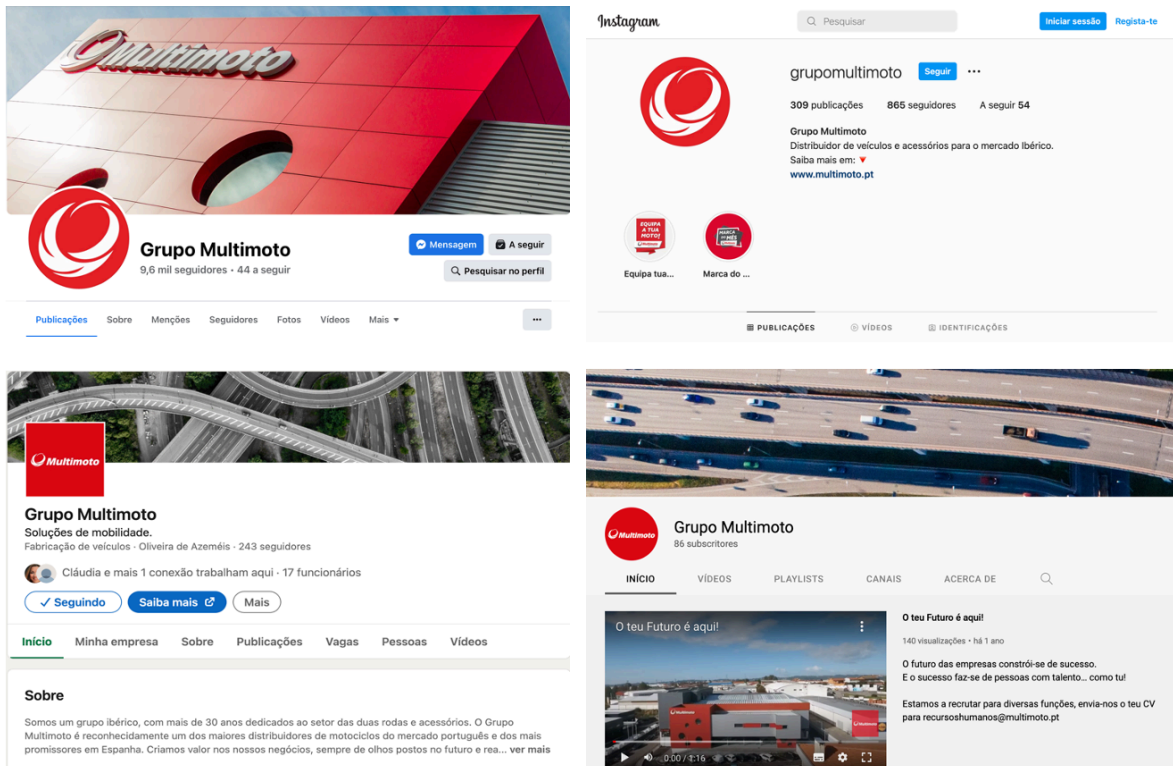 Multimoto
Grupo Multimoto
9,6 mil seguidores • 44 a seguir
Mensagem
A seguir
Pesquisar no perfil
Publicações Sobre Menções Seguidores Fotos Vídeos Mais
Instagram
Pesquisar
Iniciar sessão Regista-te
grupomultimoto Seguir
309 publicações 865 seguidores A seguir 54
Grupo Multimoto
Distribuidor de veículos e acessórios para o mercado Ibérico.
Saiba mais em:
www.multimoto.pt
EQUIPA
A TUA
MOTO!
MARCA
DO MÊS
Equipa tua... Marca do ...
PUBLICAÇÕES VÍDEOS IDENTIFICAÇÕES
Multimoto
Grupo Multimoto
Soluções de mobilidade.
Fabricação de veículos · Oliveira de Azeméis · 243 seguidores
Cláudia e mais 1 conexão trabalham aqui · 17 funcionários
Seguindo Saiba mais Mais
Início Minha empresa Sobre Publicações Vagas Pessoas Vídeos
Sobre
Somos um grupo ibérico, com mais de 30 anos dedicados ao setor das duas rodas e acessórios. O Grupo
Multimoto é reconhecidamente um dos maiores distribuidores de motociclos do mercado português e dos mais
promissores em Espanha. Criamos valor nos nossos negócios, sempre de olhos postos no futuro e rea... ver mais
Multimoto
Grupo Multimoto
86 subscritores
INÍCIO VÍDEOS PLAYLISTS CANAIS ACERCA DE
O teu Futuro é aqui!
Multimoto
0:00 / 1:16
O teu Futuro é aqui!
140 visualizações • há 1 ano
O futuro das empresas constrói-se de sucesso.
E o sucesso faz-se de pessoas com talento... como tu!
Estamos a recrutar para diversas funções, envia-nos o teu CV
para recursoshumanos@multimoto.pt